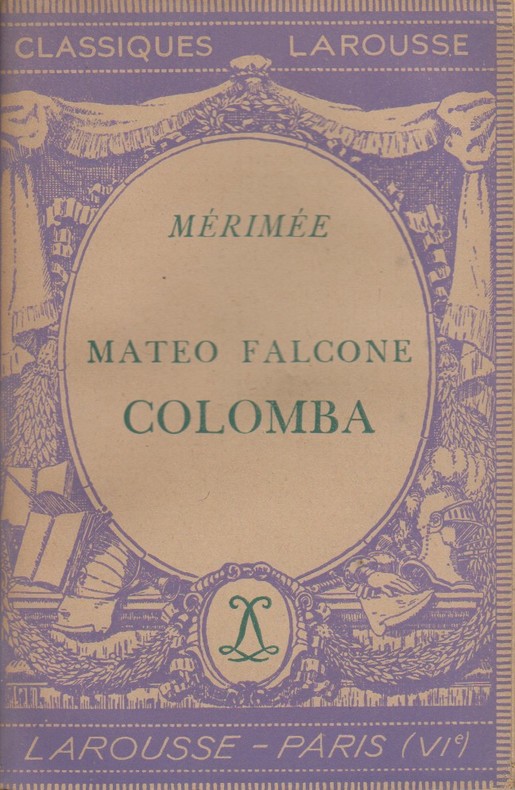 CLASSIQUES LAROUSSE
MÉRIMÉE
MATEO FALCONE
COLOMBA
LAROUSSE - PARIS (VIe)